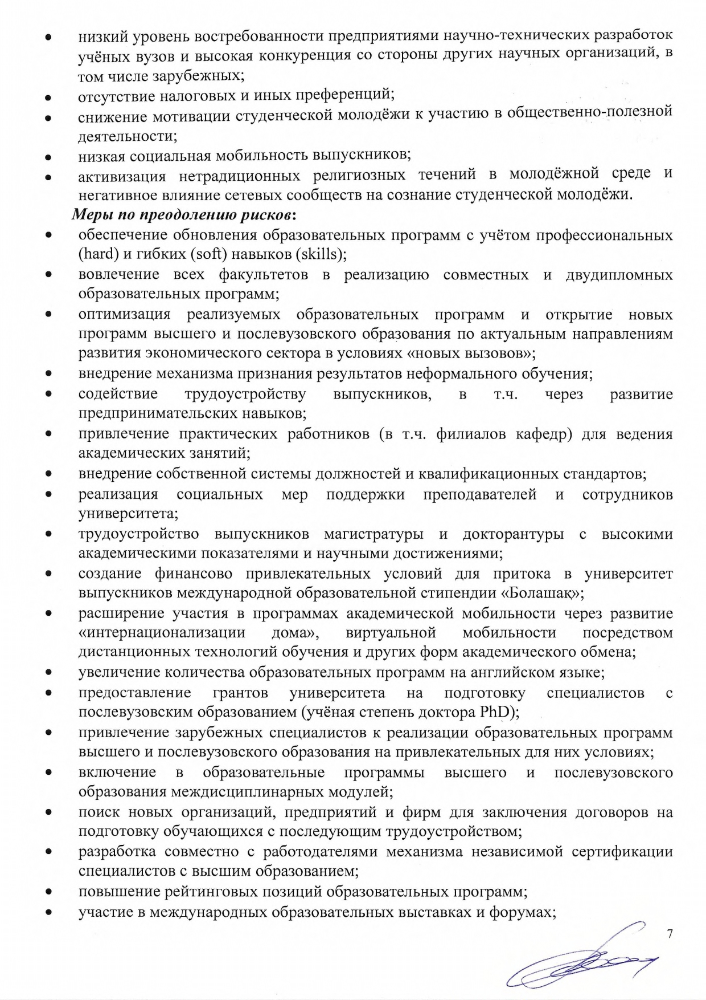 • низкий уровень востребованности предприятиями научно-технических разработок
учёных вузов и высокая конкуренция со стороны других научных организаций, в
том числе зарубежных;
• отсутствие налоговых и иных преференций;
• снижение мотивации студенческой молодёжи к участию в общественно-полезной
деятельности;
• низкая социальная мобильность выпускников;
• активизация нетрадиционных религиозных течений в молодёжной среде и
негативное влияние сетевых сообществ на сознание студенческой молодёжи.
Меры по преодолению рисков:
• обеспечение обновления образовательных программ с учётом профессиональных
(hard) и гибких (soft) навыков (skills);
• вовлечение всех факультетов в реализацию совместных и двудипломных
образовательных программ;
• оптимизация реализуемых образовательных программ и открытие новых
программ высшего и послевузовского образования по актуальным направлениям
развития экономического сектора в условиях «новых вызовов»;
• внедрение механизма признания результатов неформального обучения;
• содействие трудоустройству выпускников, в т.ч. через развитие
предпринимательских навыков;
• привлечение практических работников (в т.ч. филиалов кафедр) для ведения
академических занятий;
• внедрение собственной системы должностей и квалификационных стандартов;
• реализация социальных мер поддержки преподавателей и сотрудников
университета;
• трудоустройство выпускников магистратуры и докторантуры с высокими
академическими показателями и научными достижениями;
• создание финансово привлекательных условий для притока в университет
выпускников международной образовательной стипендии «Болашақ»;
• расширение участия в программах академической мобильности через развитие
«интернационализации дома», виртуальной мобильности посредством
дистанционных технологий обучения и других форм академического обмена;
• увеличение количества образовательных программ на английском языке;
• предоставление грантов университета на подготовку специалистов с
послевузовским образованием (учёная степень доктора PhD);
• привлечение зарубежных специалистов к реализации образовательных программ
высшего и послевузовского образования на привлекательных для них условиях;
• включение в образовательные программы высшего и послевузовского
образования междисциплинарных модулей;
• поиск новых организаций, предприятий и фирм для заключения договоров на
подготовку обучающихся с последующим трудоустройством;
• разработка совместно с работодателями механизма независимой сертификации
специалистов с высшим образованием;
• повышение рейтинговых позиций образовательных программ;
• участие в международных образовательных выставках и форумах;
7